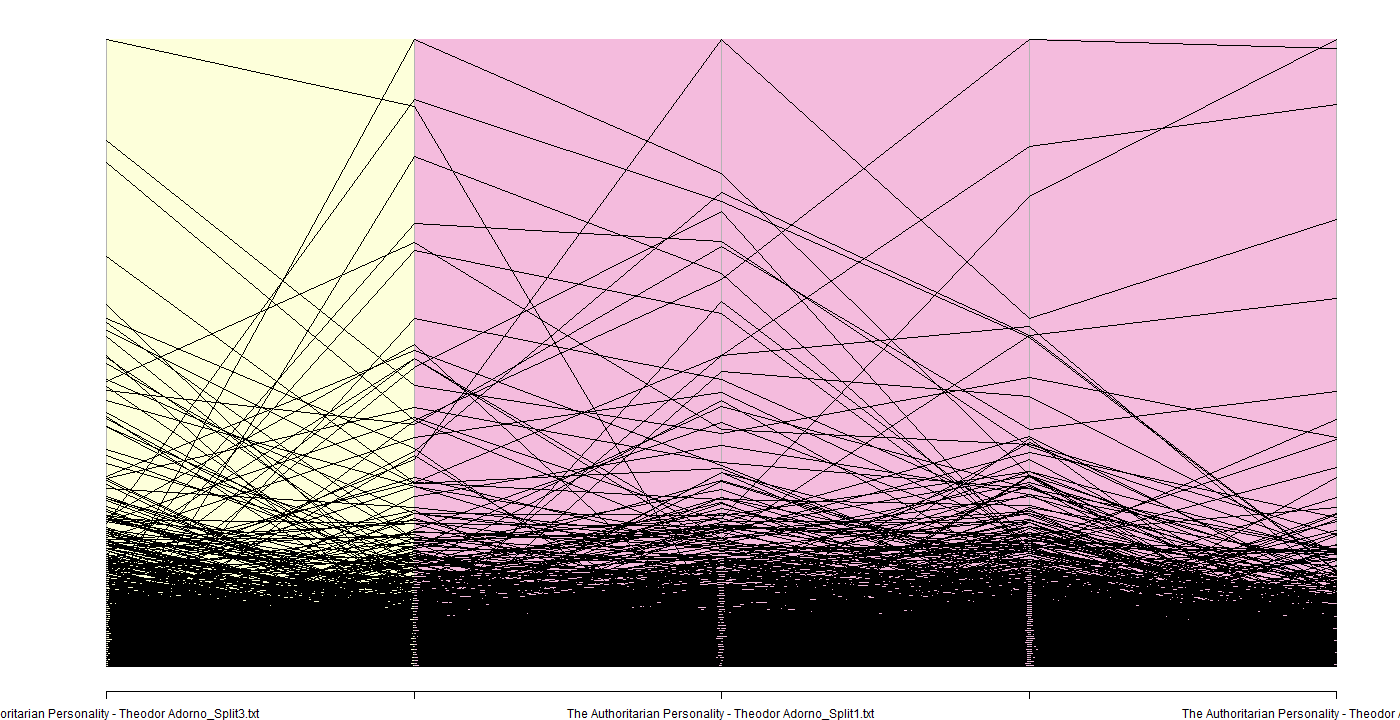 oritarian Personality - Theodor Adorno_Split3.txt
The Authoritarian Personality - Theodor Adorno_Split1.txt
The Authoritarian Personality - Theodor